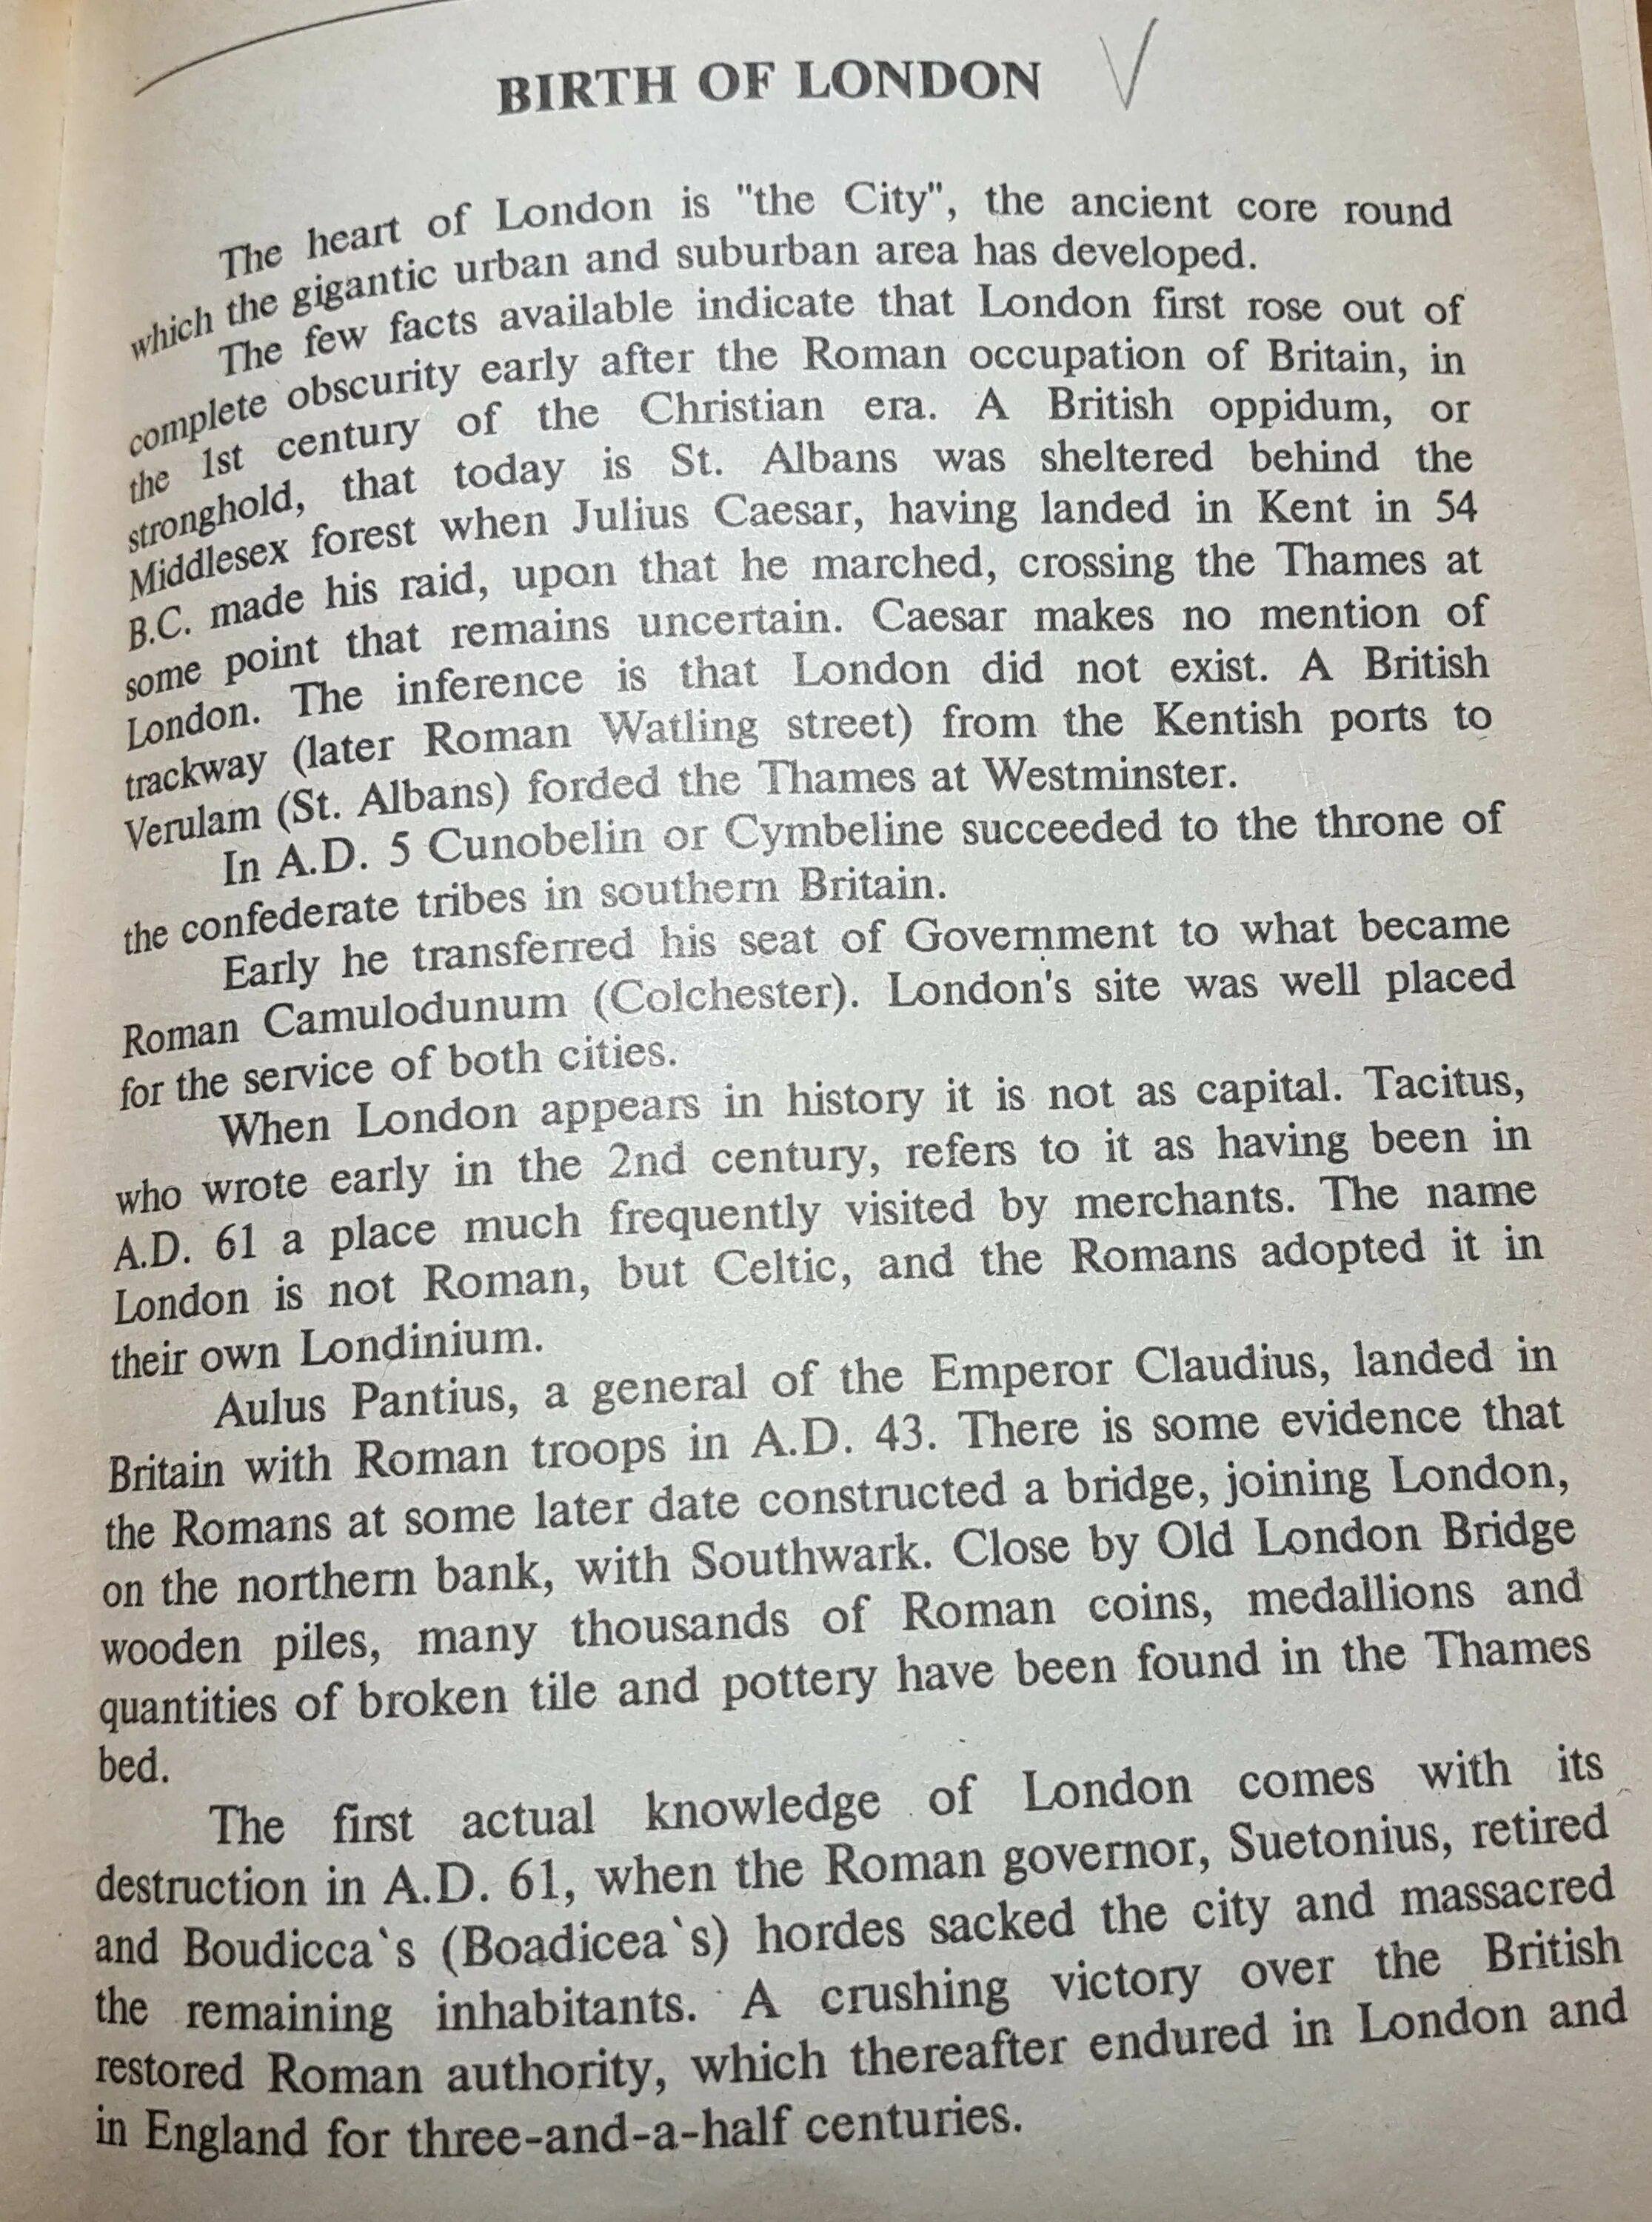 BIRTH OF LONDON
The heart of London is "the City", the ancient core round
which the gigantic urban and suburban area has developed.
The few facts available indicate that London first rose out of
complete obscurity early after the Roman occupation of Britain, in
the 1st century of the Christian era. A British oppidum, or
stronghold, that today is St. Albans was sheltered behind the
Middlesex forest when Julius Caesar, having landed in Kent in 54
B.C. made his raid, upon that he marched, crossing the Thames at
some point that remains uncertain. Caesar makes no mention of
London. The inference is that London did not exist. A British
trackway (later Roman Watling street) from the Kentish ports to
Verulam (St. Albans) forded the Thames at Westminster.
In A.D. 5 Cunobelin or Cymbeline succeeded to the throne of
the confederate tribes in southern Britain.
Early he transferred his seat of Government to what became
Roman Camulodunum (Colchester). London's site was well placed
for the service of both cities.
When London appears in history it is not as capital. Tacitus,
who wrote early in the 2nd century, refers to it as having been in
A.D. 61 a place much frequently visited by merchants. The name
London is not Roman, but Celtic, and the Romans adopted it in
their own Londinium.
Aulus Pantius, a general of the Emperor Claudius, landed in
Britain with Roman troops in A.D. 43. There is some evidence that
the Romans at some later date constructed a bridge, joining London,
on the northern bank, with Southwark. Close by Old London Bridge
wooden piles, many thousands of Roman coins, medallions and
quantities of broken tile and pottery have been found in the Thames
bed.
The first actual knowledge of London comes with its
destruction in A.D. 61, when the Roman governor, Suetonius, retired
and Boudicca`s (Boadicea`s) hordes sacked the city and massacred
the remaining inhabitants. A crushing victory over the British
restored Roman authority, which thereafter endured in London and
in England for three-and-a-half centuries.